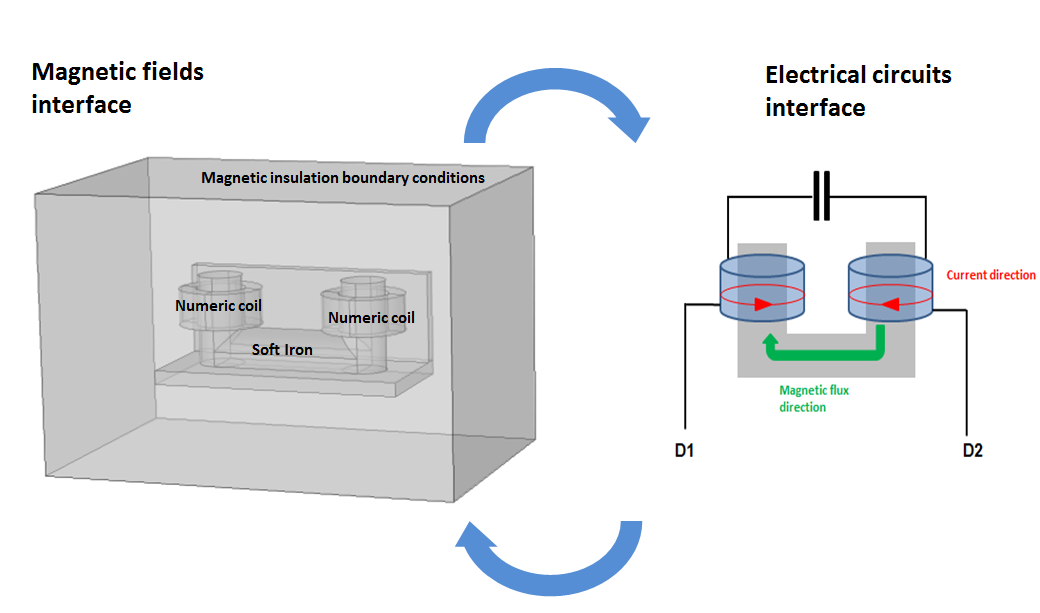 Magnetic fields
interface
Electrical circuits
interface
Magnetic insulation boundary conditions
Numeric coil
Numeric coil
Soft Iron
Current direction
Magnetic flux
direction
D1
D2